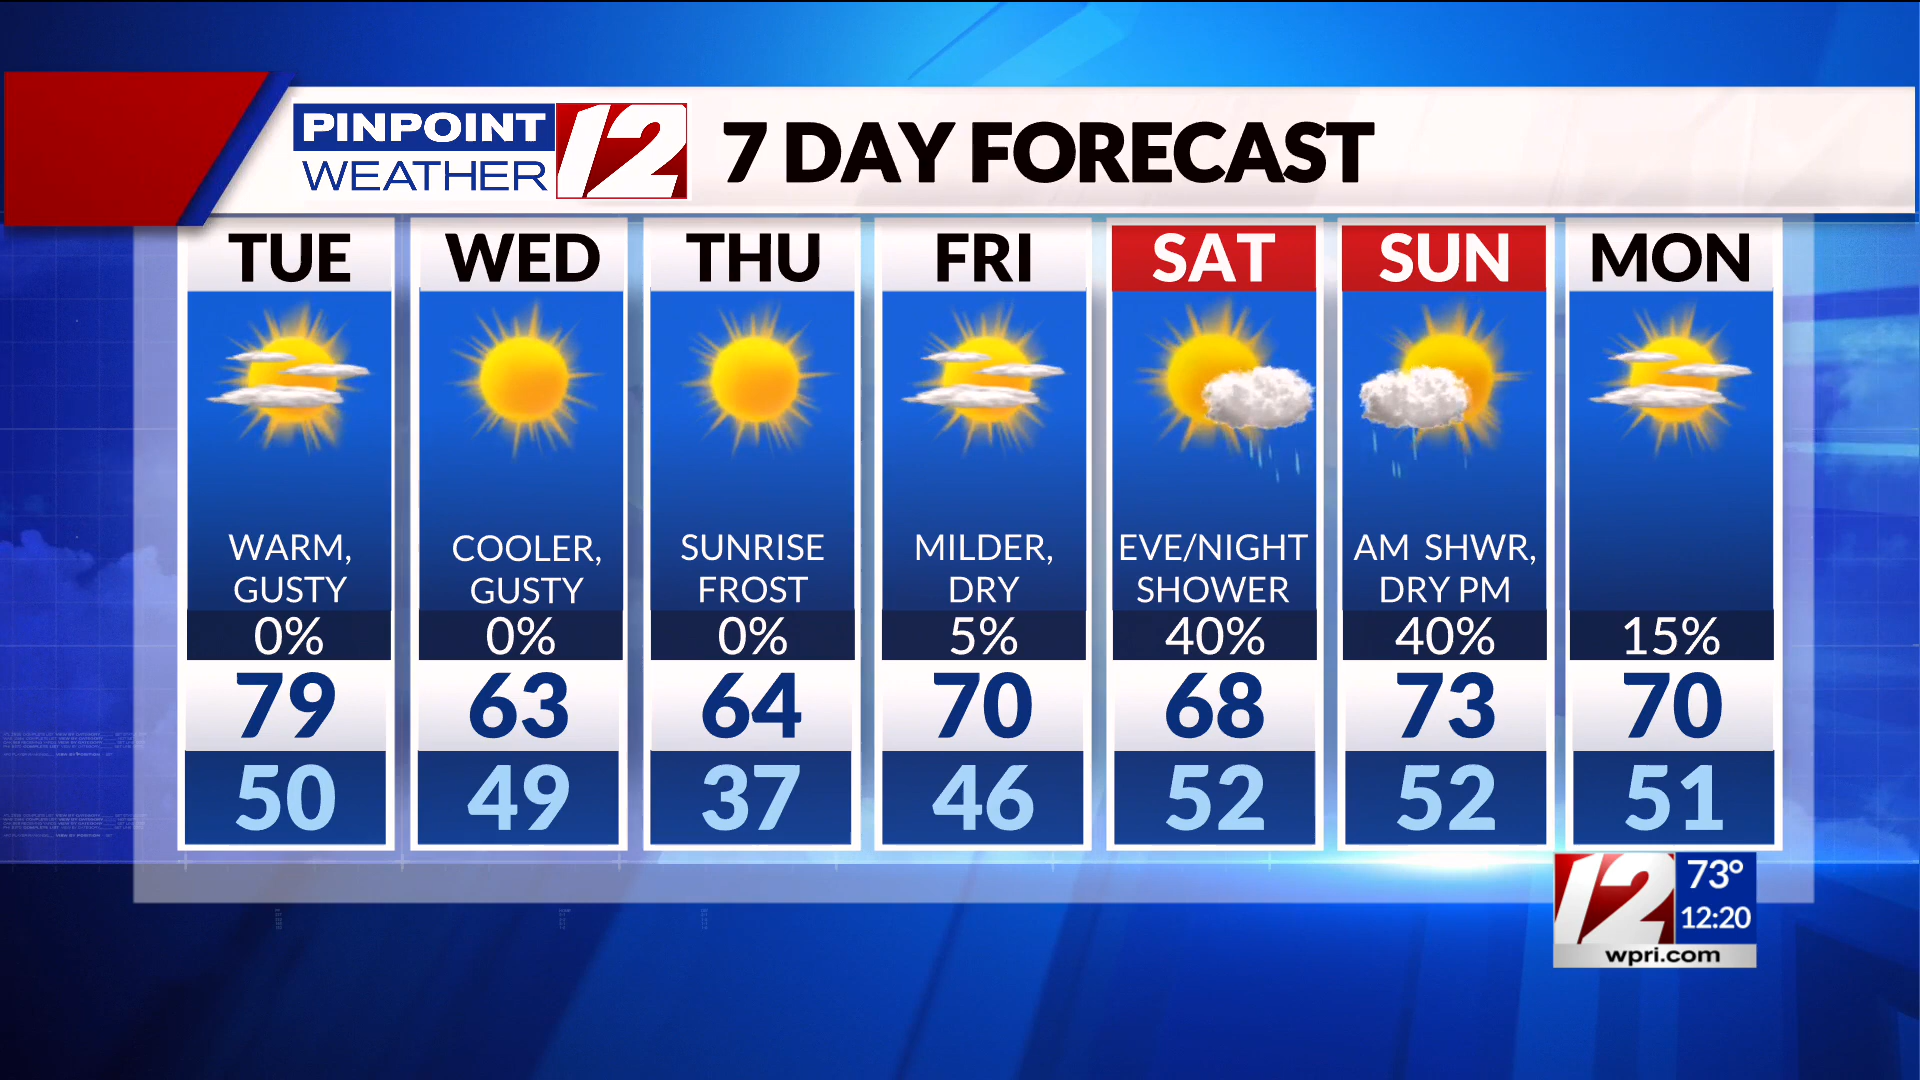 PINPOINT
WEATHER
12
7 DAY FORECAST
TUE
WARM,
GUSTY
0%
79
50
WED
COOLER,
GUSTY
0%
63
49
THU
SUNRISE
FROST
0%
64
37
FRI
MILDER,
DRY
5%
70
46
SAT
EVE/NIGHT
SHOWER
40%
68
52
SUN
AM SHWR,
DRY PM
40%
73
52
MON
15%
70
51
12
73°
12:20
wpri.com